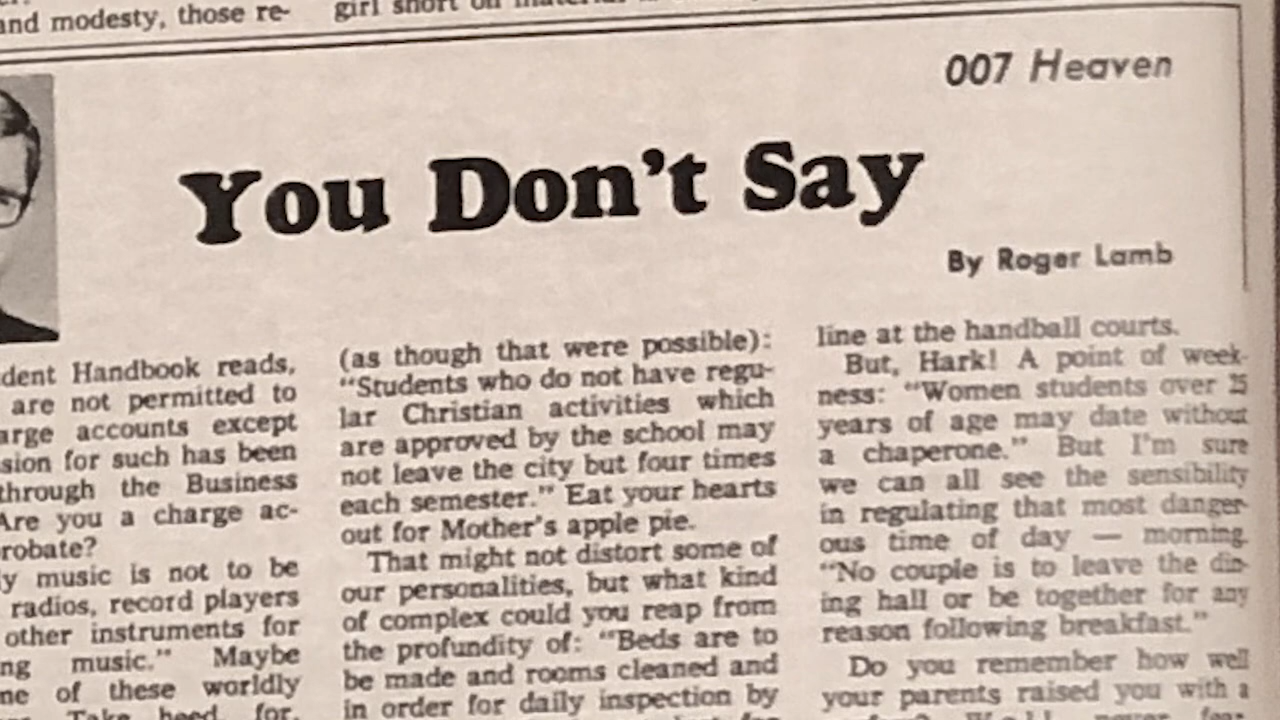 and modesty, those re-
girl short on
007 Heaven
You Don't Say
By Roger Lamb
dent Handbook reads,
are not permitted to
arge accounts except
sion for such has been
through the Business
Are you a charge ac-
robate?
ly music is not to be
radios, record players
other instruments for
ng music." Maybe
ne of these worldly
Take heed, for,
(as though that were possible):
"Students who do not have regu-
lar Christian activities which
are approved by the school may
not leave the city but four times
each semester." Eat your hearts
out for Mother's apple pie.
That might not distort some of
our personalities, but what kind
of complex could you reap from
the profundity of: "Beds are to
be made and rooms cleaned and
in order for daily inspection by
line at the handball courts.
But, Hark! A point of week-
ness: "Women students over 25
years of age may date without
a chaperone." But I'm sure
we can all see the sensibility
in regulating that most danger-
ous time of day — morning.
"No couple is to leave the din-
ing hall or be together for any
reason following breakfast."
Do you remember how well
your parents raised you with a